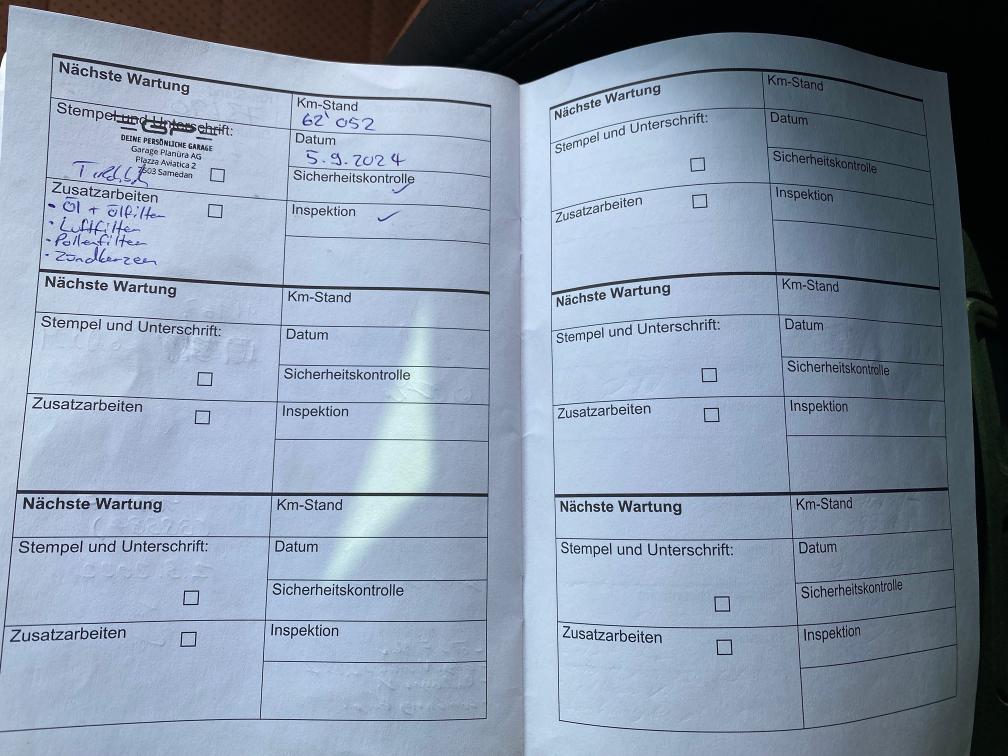 Nächste Wartung
Km-Stand
62'052
Stempel und Unterschrift:
DEINE PERSÖNLICHE GARAGE
Garage Planüra AG
Plazza Aviatica 2
7503 Samedan
Datum
5.9.2024
Sicherheitskontrolle ✓
Zusatzarbeiten
• Öl + Ölfilter
• Luftfilter
• Pollenfilter
• Zündkerzen
Inspektion ✓
Nächste Wartung
Km-Stand
Stempel und Unterschrift:
Datum
Sicherheitskontrolle
Zusatzarbeiten
Inspektion
Nächste Wartung
Km-Stand
Stempel und Unterschrift:
Datum
Sicherheitskontrolle
Zusatzarbeiten
Inspektion
Nächste Wartung
Km-Stand
Stempel und Unterschrift:
Datum
Sicherheitskontrolle
Zusatzarbeiten
Inspektion
Nächste Wartung
Km-Stand
Stempel und Unterschrift:
Datum
Sicherheitskontrolle
Zusatzarbeiten
Inspektion
Nächste Wartung
Km-Stand
Stempel und Unterschrift:
Datum
Sicherheitskontrolle
Zusatzarbeiten
Inspektion